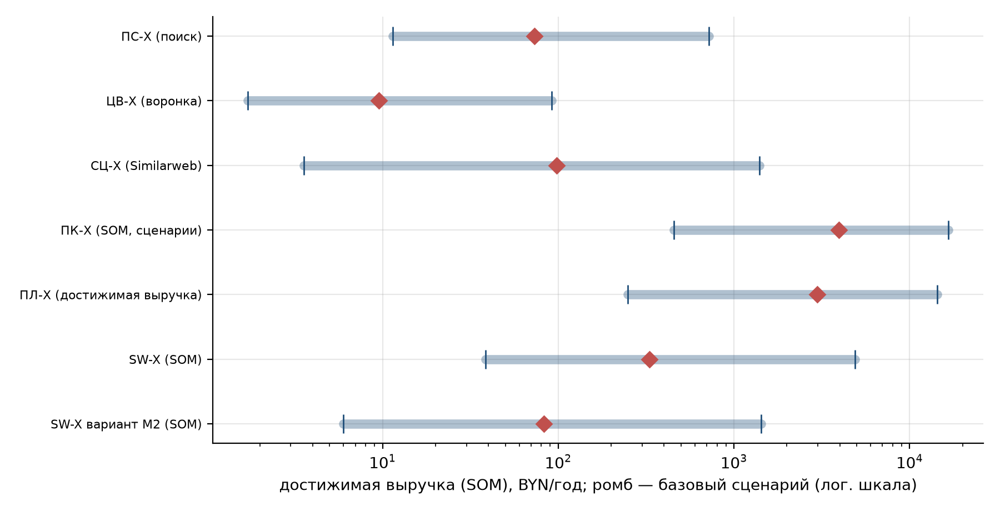 ПС-Х (поиск)
ЦВ-Х (воронка)
СЦ-Х (Similarweb)
ПК-Х (SOM, сценарии)
ПЛ-Х (достижимая выручка)
SW-X (SOM)
SW-X вариант М2 (SOM)
10¹ 10² 10³ 10⁴
достижимая выручка (SOM), BYN/год; ромб — базовый сценарий (лог. шкала)